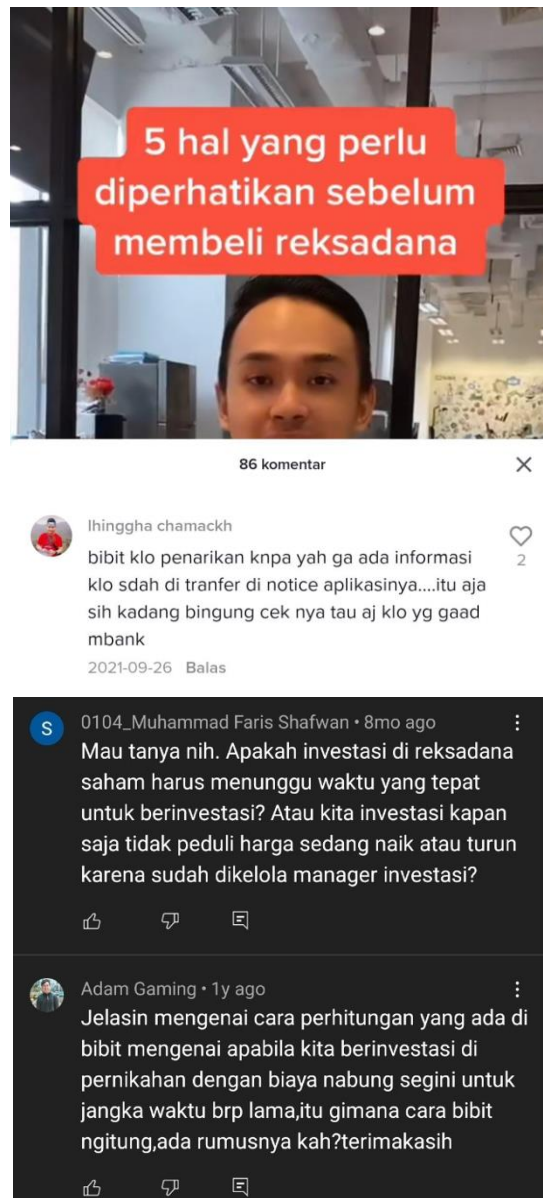 5 hal yang perlu
diperhatikan sebelum
membeli reksadana
86 komentar
lhinggha chamackh
bibit klo penarikan knpa yah ga ada informasi
klo sdah di tranfer di notice aplikasinya....itu aja
sih kadang bingung cek nya tau aj klo yg gaad
mbank
2
2021-09-26 Balas
S
0104_Muhammad Faris Shafwan • 8mo ago
Mau tanya nih. Apakah investasi di reksadana
saham harus menunggu waktu yang tepat
untuk berinvestasi? Atau kita investasi kapan
saja tidak peduli harga sedang naik atau turun
karena sudah dikelola manager investasi?
Adam Gaming • 1y ago
Jelasin mengenai cara perhitungan yang ada di
bibit mengenai apabila kita berinvestasi di
pernikahan dengan biaya nabung segini untuk
jangka waktu brp lama,itu gimana cara bibit
ngitung,ada rumusnya kah?terimakasih